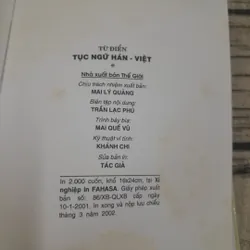 TỪ ĐIỂN
TỤC NGỮ HÁN - VIỆT
*
Nhà xuất bản Thế Giới
Chịu trách nhiệm xuất bản:
MAI LÝ QUẢNG
Biên tập nội dung:
TRẦN LẠC PHÚ
Trình bày bìa:
MAI QUẾ VŨ
Kỹ thuật vi tính:
KHÁNH CHI
Sửa bản in:
TÁC GIẢ
In 2.000 cuốn, khổ 16x24cm, tại Xí
nghiệp in FAHASA. Giấy phép xuất
bản số: 86/XB-QLXB cấp ngày
10-1-2001. In xong và nộp lưu chiểu
tháng 3 năm 2002